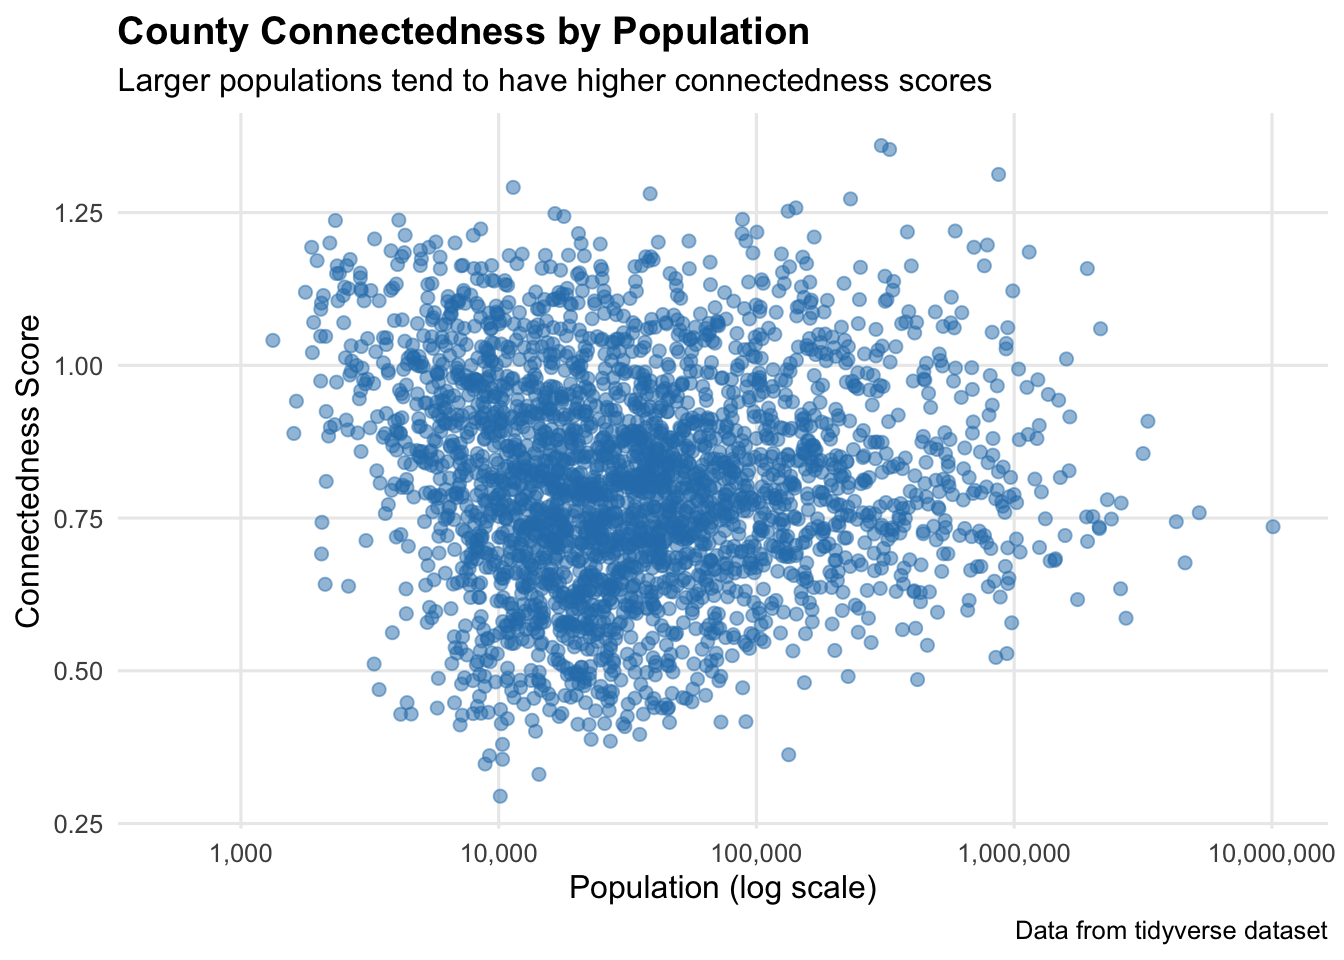 County Connectedness by Population
Larger populations tend to have higher connectedness scores
Connectedness Score
1.25
1.00
0.75
0.50
0.25
1,000
10,000
100,000
1,000,000
10,000,000
Population (log scale)
Data from tidyverse dataset